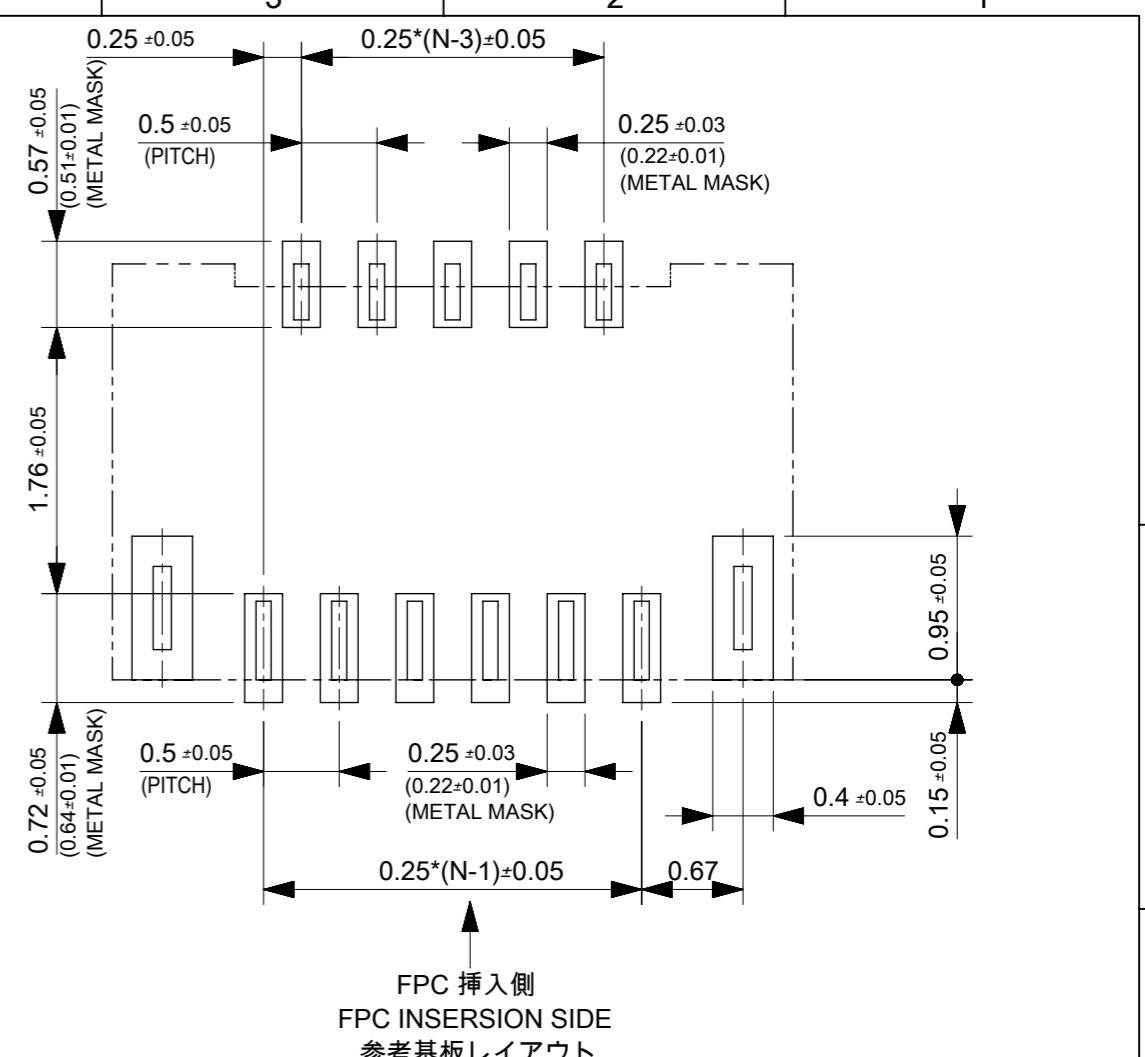 2
0.25 ±0.05
0.25*(N-3)±0.05
0.57 ±0.05
(0.51±0.01)
(METAL MASK)
0.5 ±0.05
(PITCH)
0.25 ±0.03
(0.22±0.01)
(METAL MASK)
1.76 ±0.05
0.95 ±0.05
0.72 ±0.05
(0.64±0.01)
(METAL MASK)
0.5 ±0.05
(PITCH)
0.25 ±0.03
(0.22±0.01)
(METAL MASK)
0.4 ±0.05
0.15 ±0.05
0.25*(N-1)±0.05
0.67
FPC 挿入側
FPC INSERSION SIDE
参考基板レイアウト